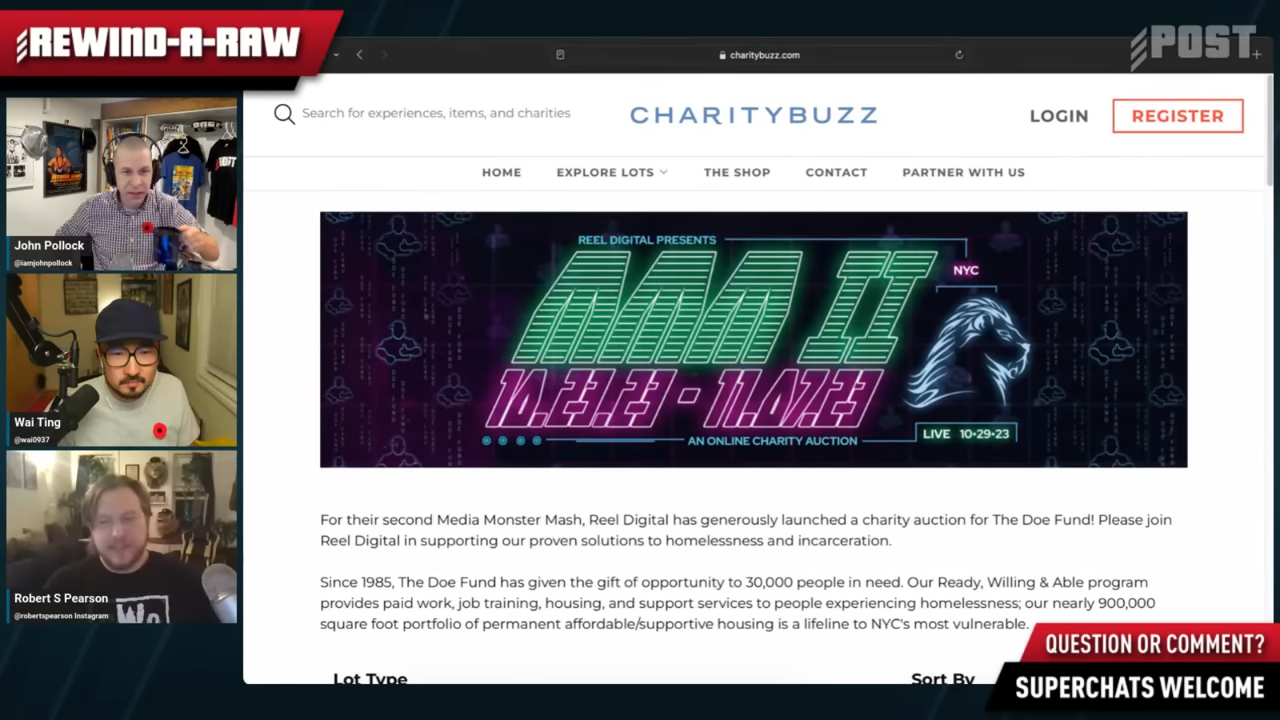 REWIND-A-RAW
POST
charitybuzz.com
Search for experiences, items, and charities
CHARITYBUZZ
LOGIN
REGISTER
HOME
EXPLORE LOTS
THE SHOP
CONTACT
PARTNER WITH US
REEL DIGITAL PRESENTS
MMM II
NYC
10.23.23 - 11.07.23
AN ONLINE CHARITY AUCTION
LIVE 10•29•23
For their second Media Monster Mash, Reel Digital has generously launched a charity auction for The Doe Fund! Please join
Reel Digital in supporting our proven solutions to homelessness and incarceration.
Since 1985, The Doe Fund has given the gift of opportunity to 30,000 people in need. Our Ready, Willing & Able program
provides paid work, job training, housing, and support services to people experiencing homelessness; our nearly 900,000
square foot portfolio of permanent affordable/supportive housing is a lifeline to NYC's most vulnerable.
Lot Type
Sort By
John Pollock
@iamjohnpollock
Wai Ting
@wai0937
Robert S Pearson
@robertspearson Instagram
QUESTION OR COMMENT?
SUPERCHATS WELCOME